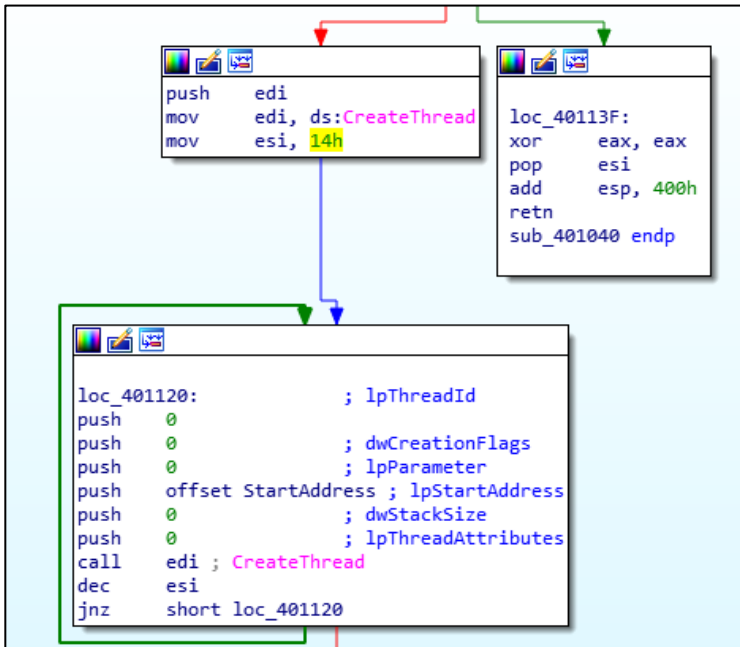 push edi
mov edi, ds:CreateThread
mov esi, 14h
loc_40113F:
xor eax, eax
pop esi
add esp, 400h
retn
sub_401040 endp
loc_401120: ; lpThreadId
push 0
push 0 ; dwCreationFlags
push 0 ; lpParameter
push offset StartAddress ; lpStartAddress
push 0 ; dwStackSize
push 0 ; lpThreadAttributes
call edi ; CreateThread
dec esi
jnz short loc_401120